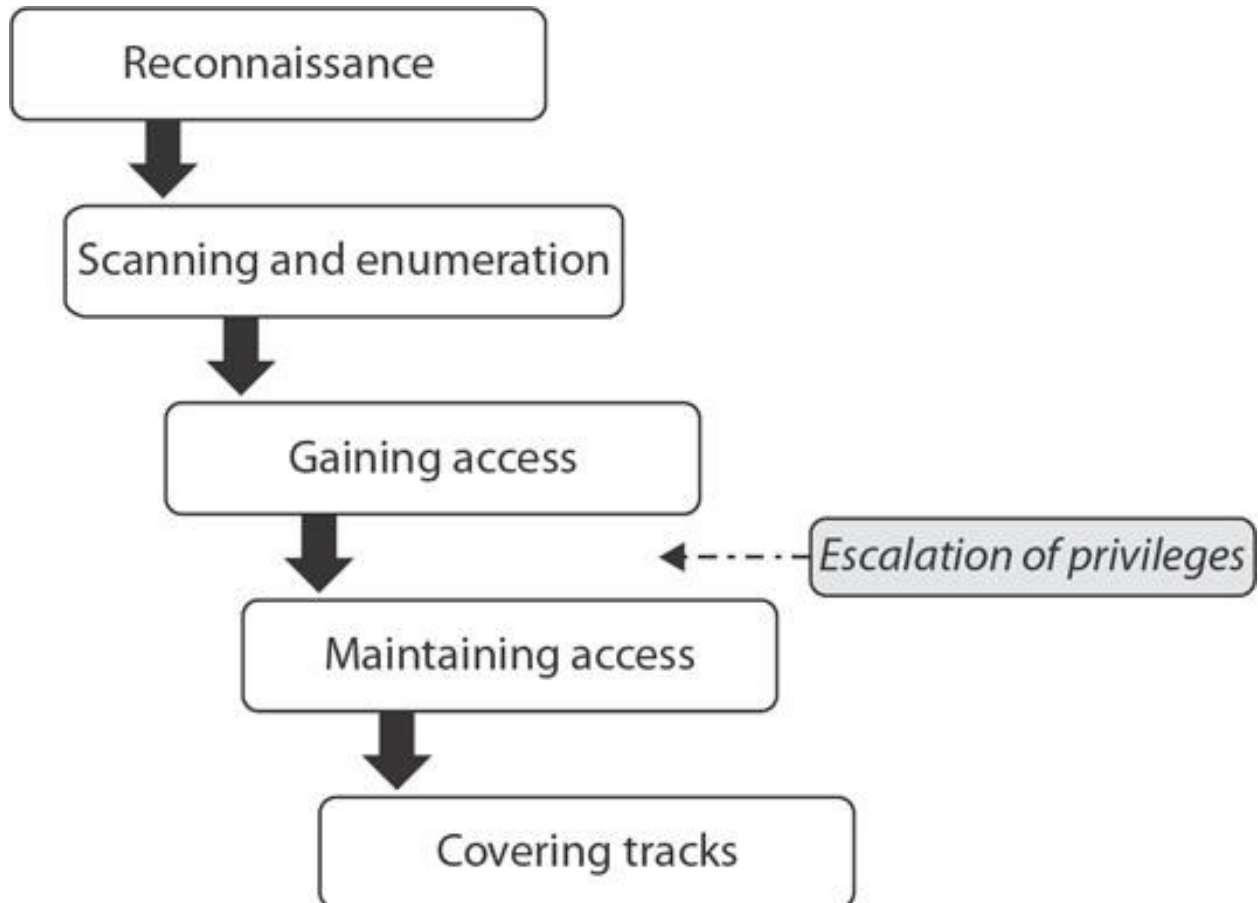 Reconnaissance
Scanning and enumeration
Gaining access
Escalation of privileges
Maintaining access
Covering tracks